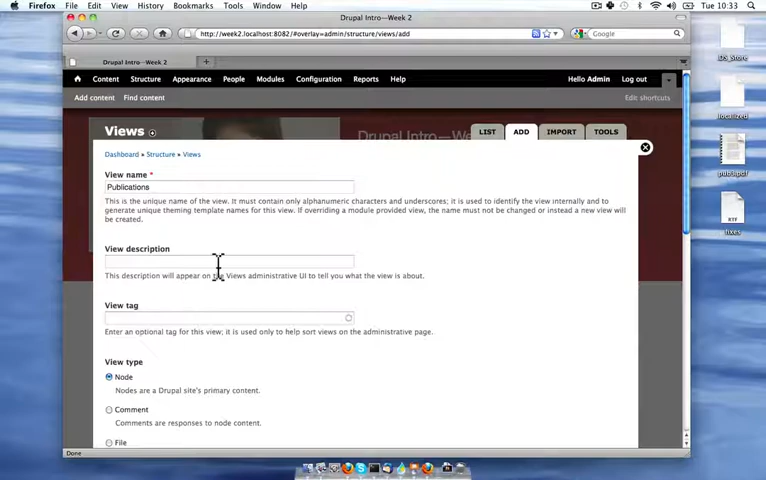 Firefox File Edit View History Bookmarks Tools Window Help Tue 10:33
Drupal Intro—Week 2
http://week2.localhost:8082/#overlay=admin/structure/views/add
Google
Drupal Intro—Week 2
Content Structure Appearance People Modules Configuration Reports Help Hello Admin Log out
Add content Find content Edit shortcuts
Drupal Intro—We
Views LIST ADD IMPORT TOOLS
Dashboard » Structure » Views
View name *
Publications
This is the unique name of the view. It must contain only alphanumeric characters and underscores; it is used to identify the view internally and to
generate unique theming template names for this view. If overriding a module provided view, the name must not be changed or instead a new view will
be created.
View description
This description will appear on the Views administrative UI to tell you what the view is about.
View tag
Enter an optional tag for this view; it is used only to help sort views on the administrative page.
View type
Node
Nodes are a Drupal site's primary content.
Comment
Comments are responses to node content.
File
Done
.DS_Store
.localized
RTF
fixes